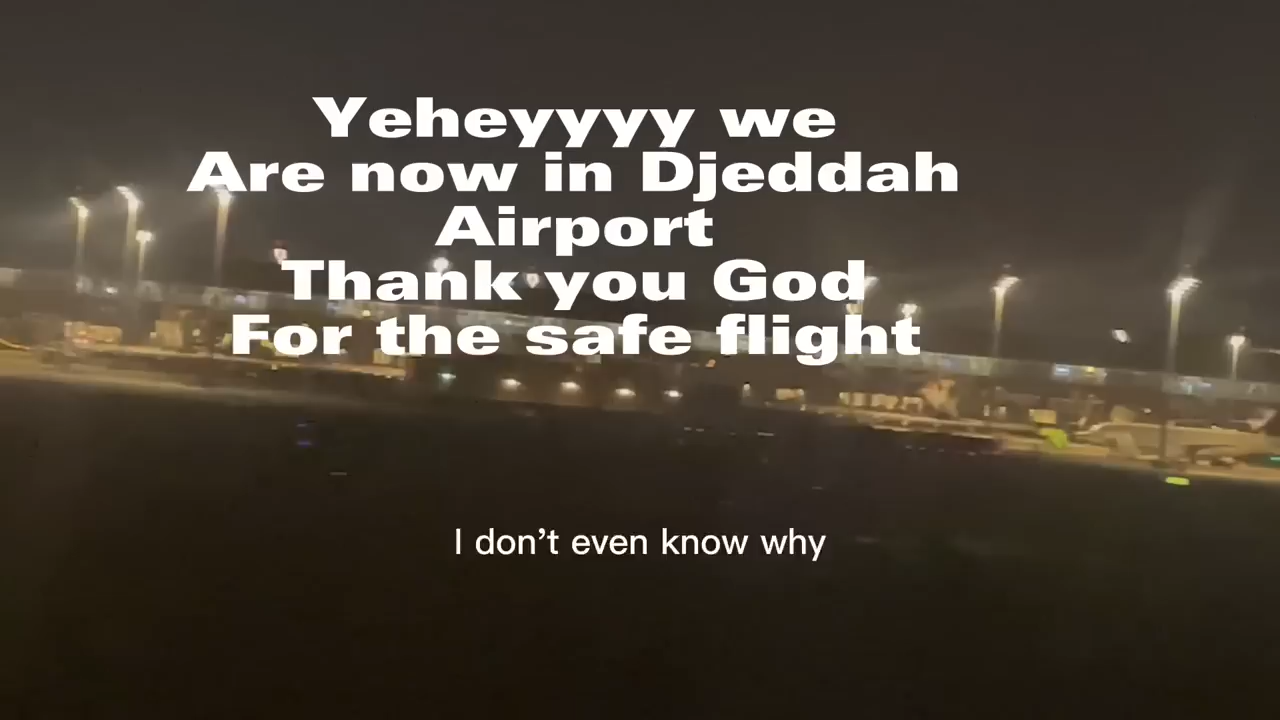 Yeheyyyy we
Are now in Djeddah
Airport
Thank you God
For the safe flight
I don't even know why